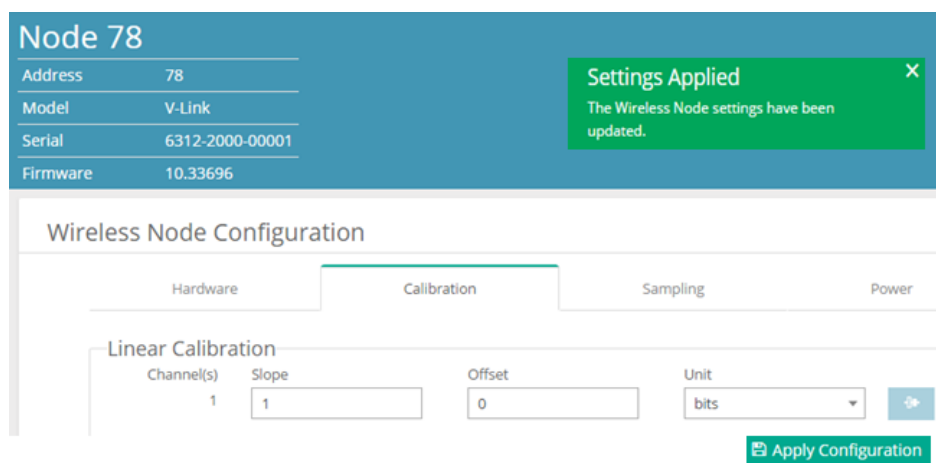 Node 78
Address 78
Model V-Link
Serial 6312-2000-00001
Firmware 10.33696
Settings Applied
The Wireless Node settings have been
updated.
Wireless Node Configuration
Hardware Calibration Sampling Power
Linear Calibration
Channel(s) Slope Offset Unit
1 1 0 bits
Apply Configuration